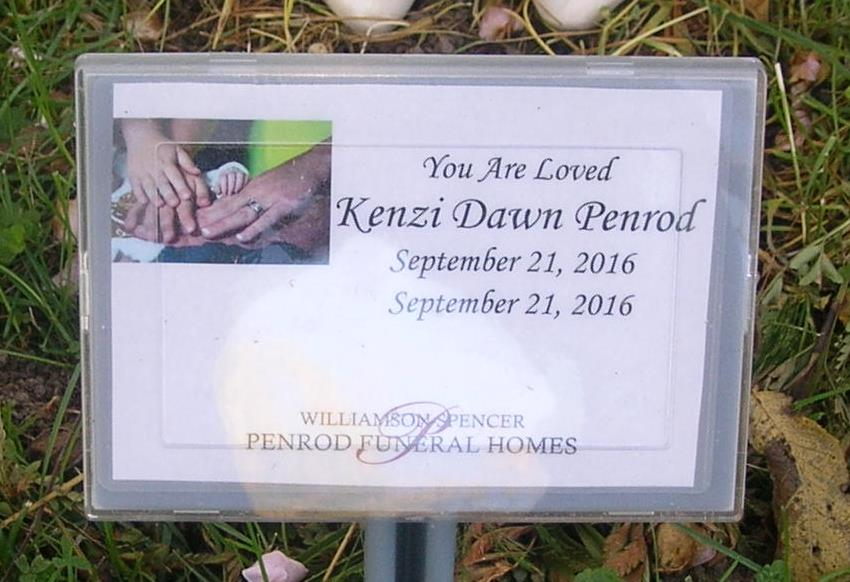 You Are Loved
Kenzi Dawn Penrod
September 21, 2016
September 21, 2016
WILLIAMSON SPENCER
P
PENROD FUNERAL HOMES